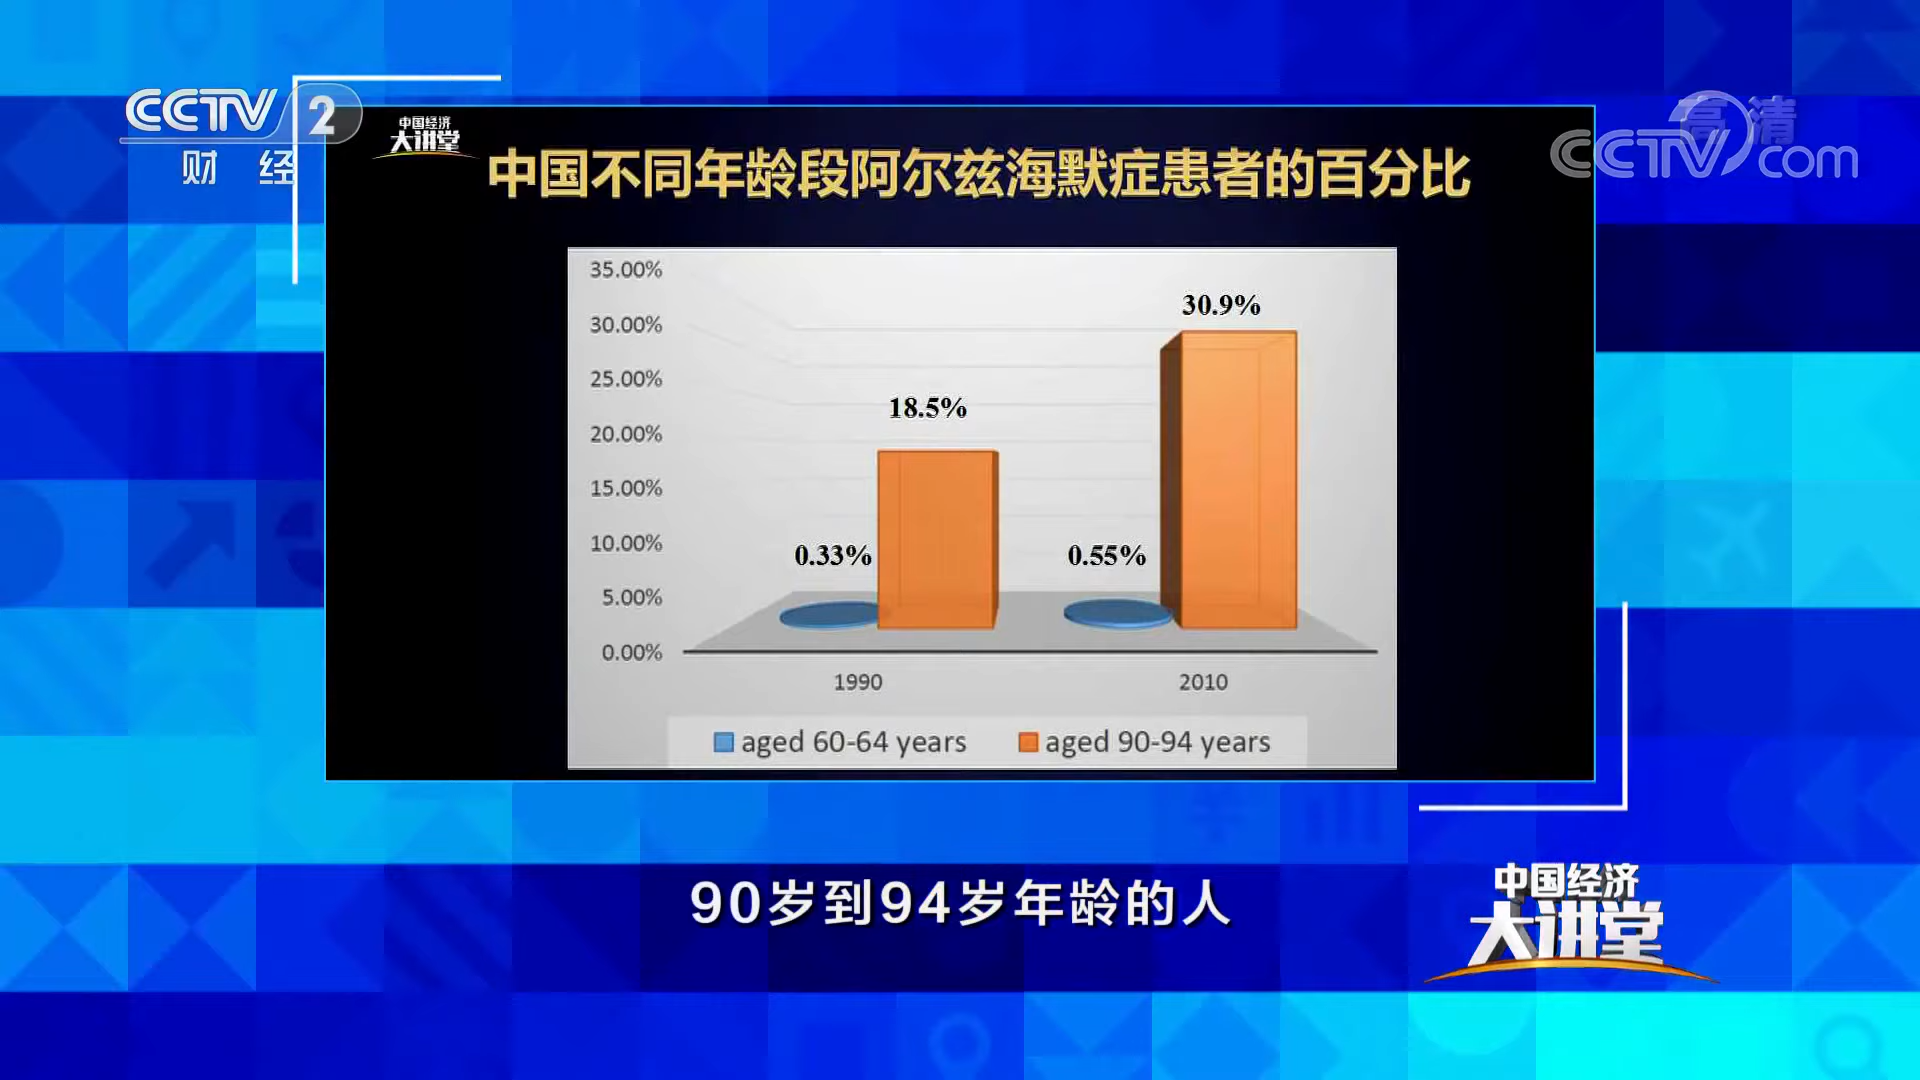 CCTV 2
财 经
高清
CCTV.com
中国经济
大讲堂
中国不同年龄段阿尔兹海默症患者的百分比
35.00%
30.00%
25.00%
20.00%
15.00%
10.00%
5.00%
0.00%
0.33%
18.5%
0.55%
30.9%
1990
2010
aged 60-64 years
aged 90-94 years
90岁到94岁年龄的人
中国经济
大讲堂